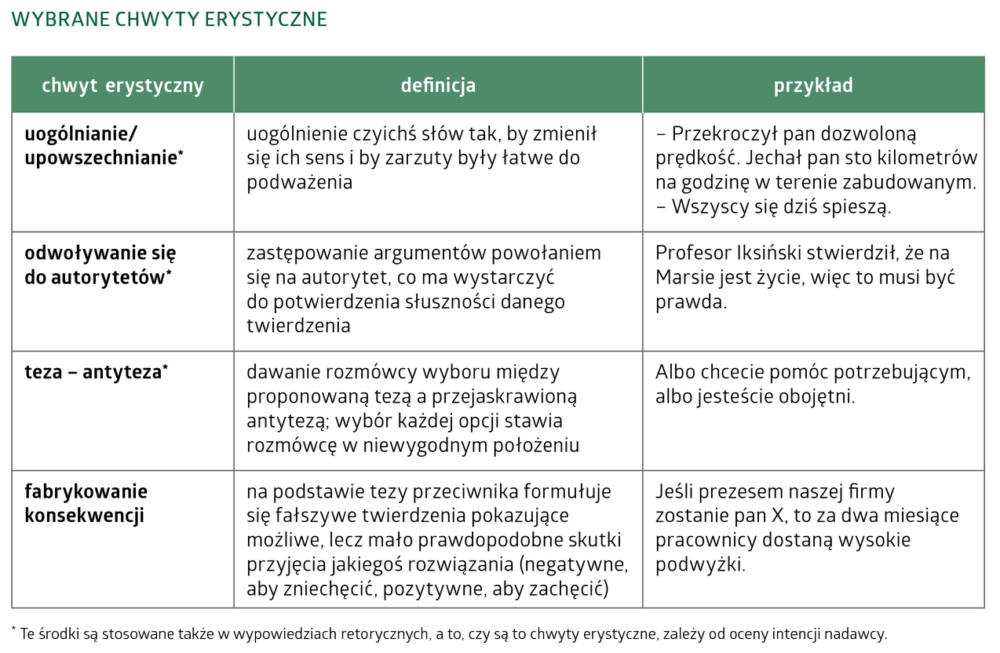 WYBRANE CHWYTY ERYSTYCZNE
chwyt erystyczny
definicja
przykład
uogólnianie/
upowszechnianie*
uogólnienie czyichś słów tak, by zmienił
się ich sens i by zarzuty były łatwe do
podważenia
– Przekroczył pan dozwoloną
prędkość. Jechał pan sto kilometrów
na godzinę w terenie zabudowanym.
– Wszyscy się dziś spieszą.
odwoływanie się
do autorytetów*
zastępowanie argumentów powołaniem
się na autorytet, co ma wystarczyć
do potwierdzenia słuszności danego
twierdzenia
Profesor Iksiński stwierdził, że na
Marsie jest życie, więc to musi być
prawda.
teza – antyteza*
dawanie rozmówcy wyboru między
proponowaną tezą a przejaskrawioną
antytezą; wybór każdej opcji stawia
rozmówcę w niewygodnym położeniu
Albo chcecie pomóc potrzebującym,
albo jesteście obojętni.
fabrykowanie
konsekwencji
na podstawie tezy przeciwnika formułuje
się fałszywe twierdzenia pokazujące
możliwe, lecz mało prawdopodobne skutki
przyjęcia jakiegoś rozwiązania (negatywne,
aby zniechęcić, pozytywne, aby zachęcić)
Jeśli prezesem naszej firmy
zostanie pan X, to za dwa miesiące
pracownicy dostaną wysokie
podwyżki.
* Te środki są stosowane także w wypowiedziach retorycznych, a to, czy są to chwyty erystyczne, zależy od oceny intencji nadawcy.